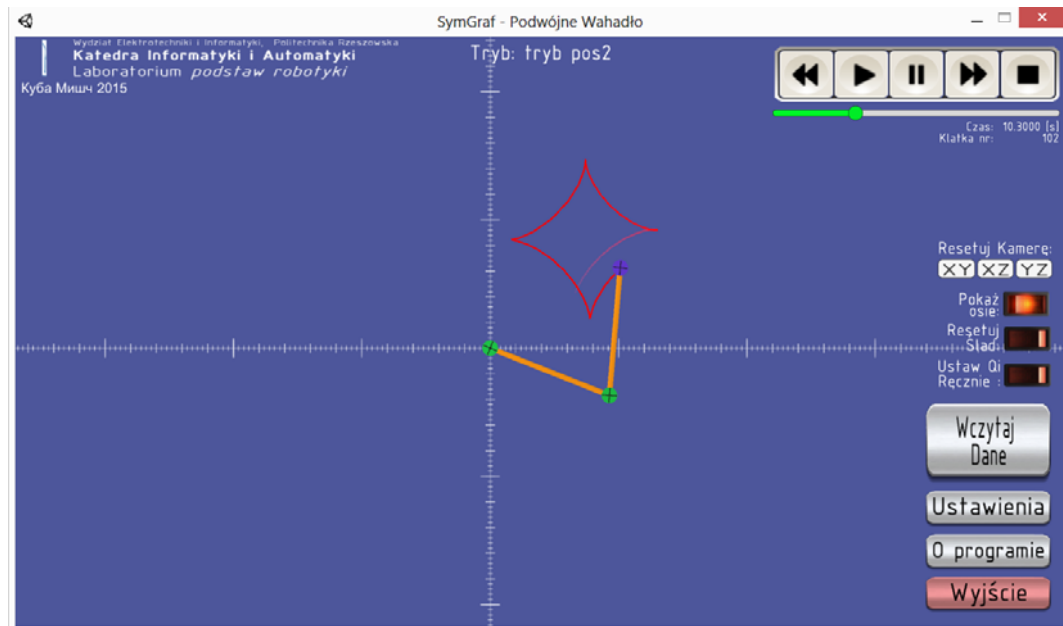 SymGraf - Podwójne Wahadło
Wydział Elektrotechniki i Informatyki, Politechnika Rzeszowska
Katedra Informatyki i Automatyki
Laboratorium podstaw robotyki
Куба Мишч 2015
Tryb: tryb pos2
Czas: 10.3000 [s]
Klatka nr: 102
Resetuj Kamerę:
XY XZ YZ
Pokaż
osie:
Resetuj
Ślad:
Ustaw Qi
Ręcznie :
Wczytaj
Dane
Ustawienia
O programie
Wyjście